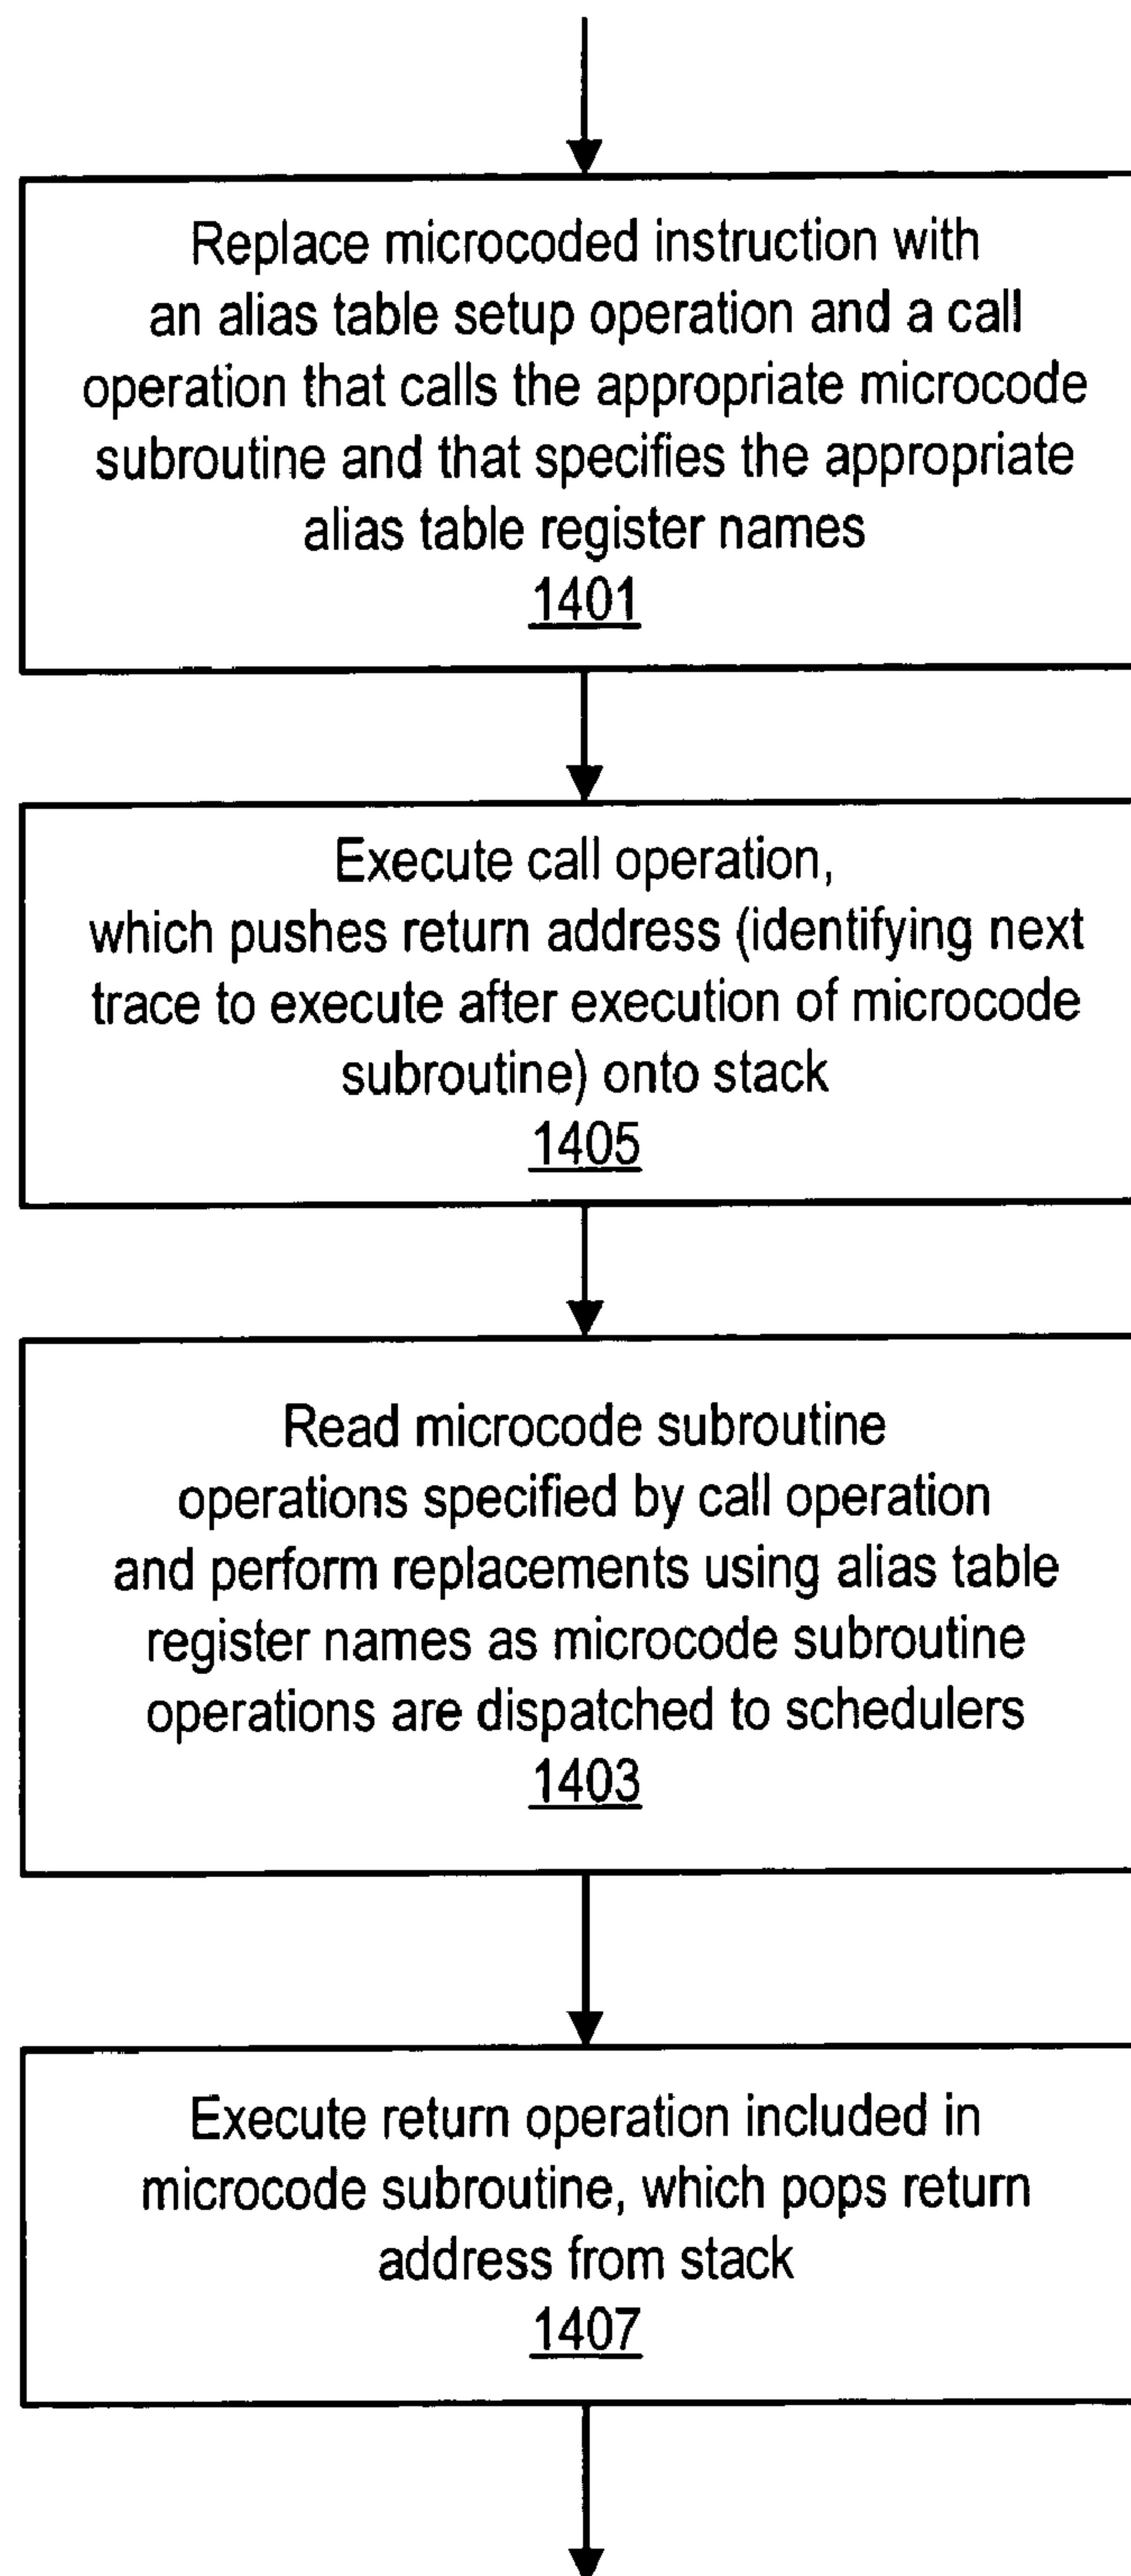 Replace microcoded instruction with
an alias table setup operation and a call
operation that calls the appropriate microcode
subroutine and that specifies the appropriate
alias table register names
1401
Execute call operation,
which pushes return address (identifying next
trace to execute after execution of microcode
subroutine) onto stack
1405
Read microcode subroutine
operations specified by call operation
and perform replacements using alias table
register names as microcode subroutine
operations are dispatched to schedulers
1403
Execute return operation included in
microcode subroutine, which pops return
address from stack
1407